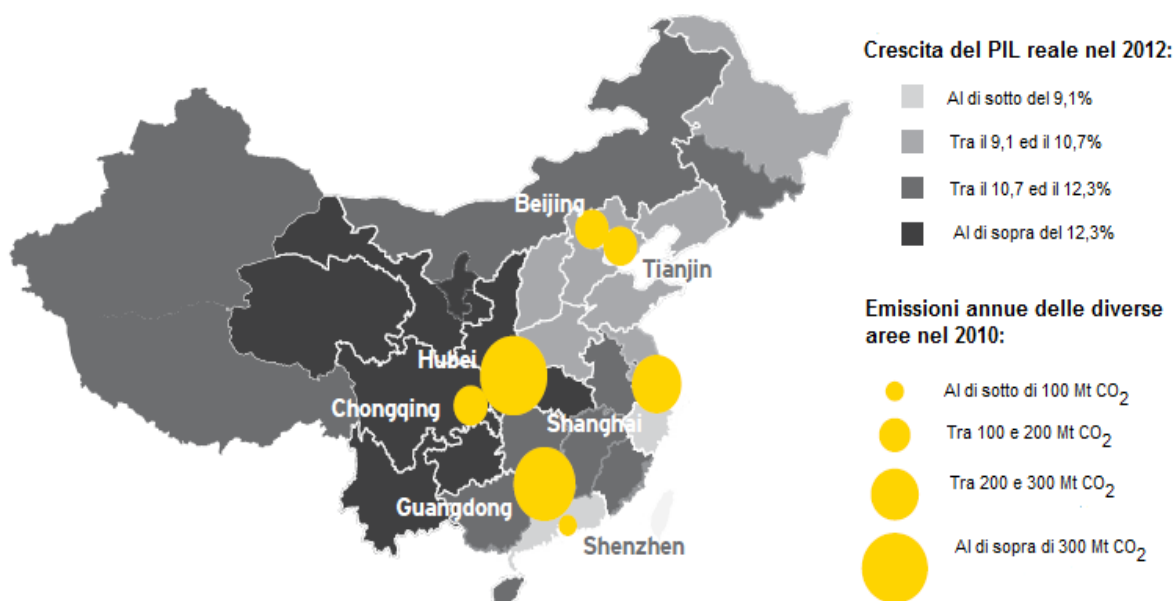 Crescita del PIL reale nel 2012:
Al di sotto del 9,1%
Tra il 9,1 ed il 10,7%
Tra il 10,7 ed il 12,3%
Al di sopra del 12,3%
Emissioni annue delle diverse
aree nel 2010:
Al di sotto di 100 Mt CO2
Tra 100 e 200 Mt CO2
Tra 200 e 300 Mt CO2
Al di sopra di 300 Mt CO2
Beijing
Tianjin
Hubei
Chongqing
Shanghai
Guangdong
Shenzhen